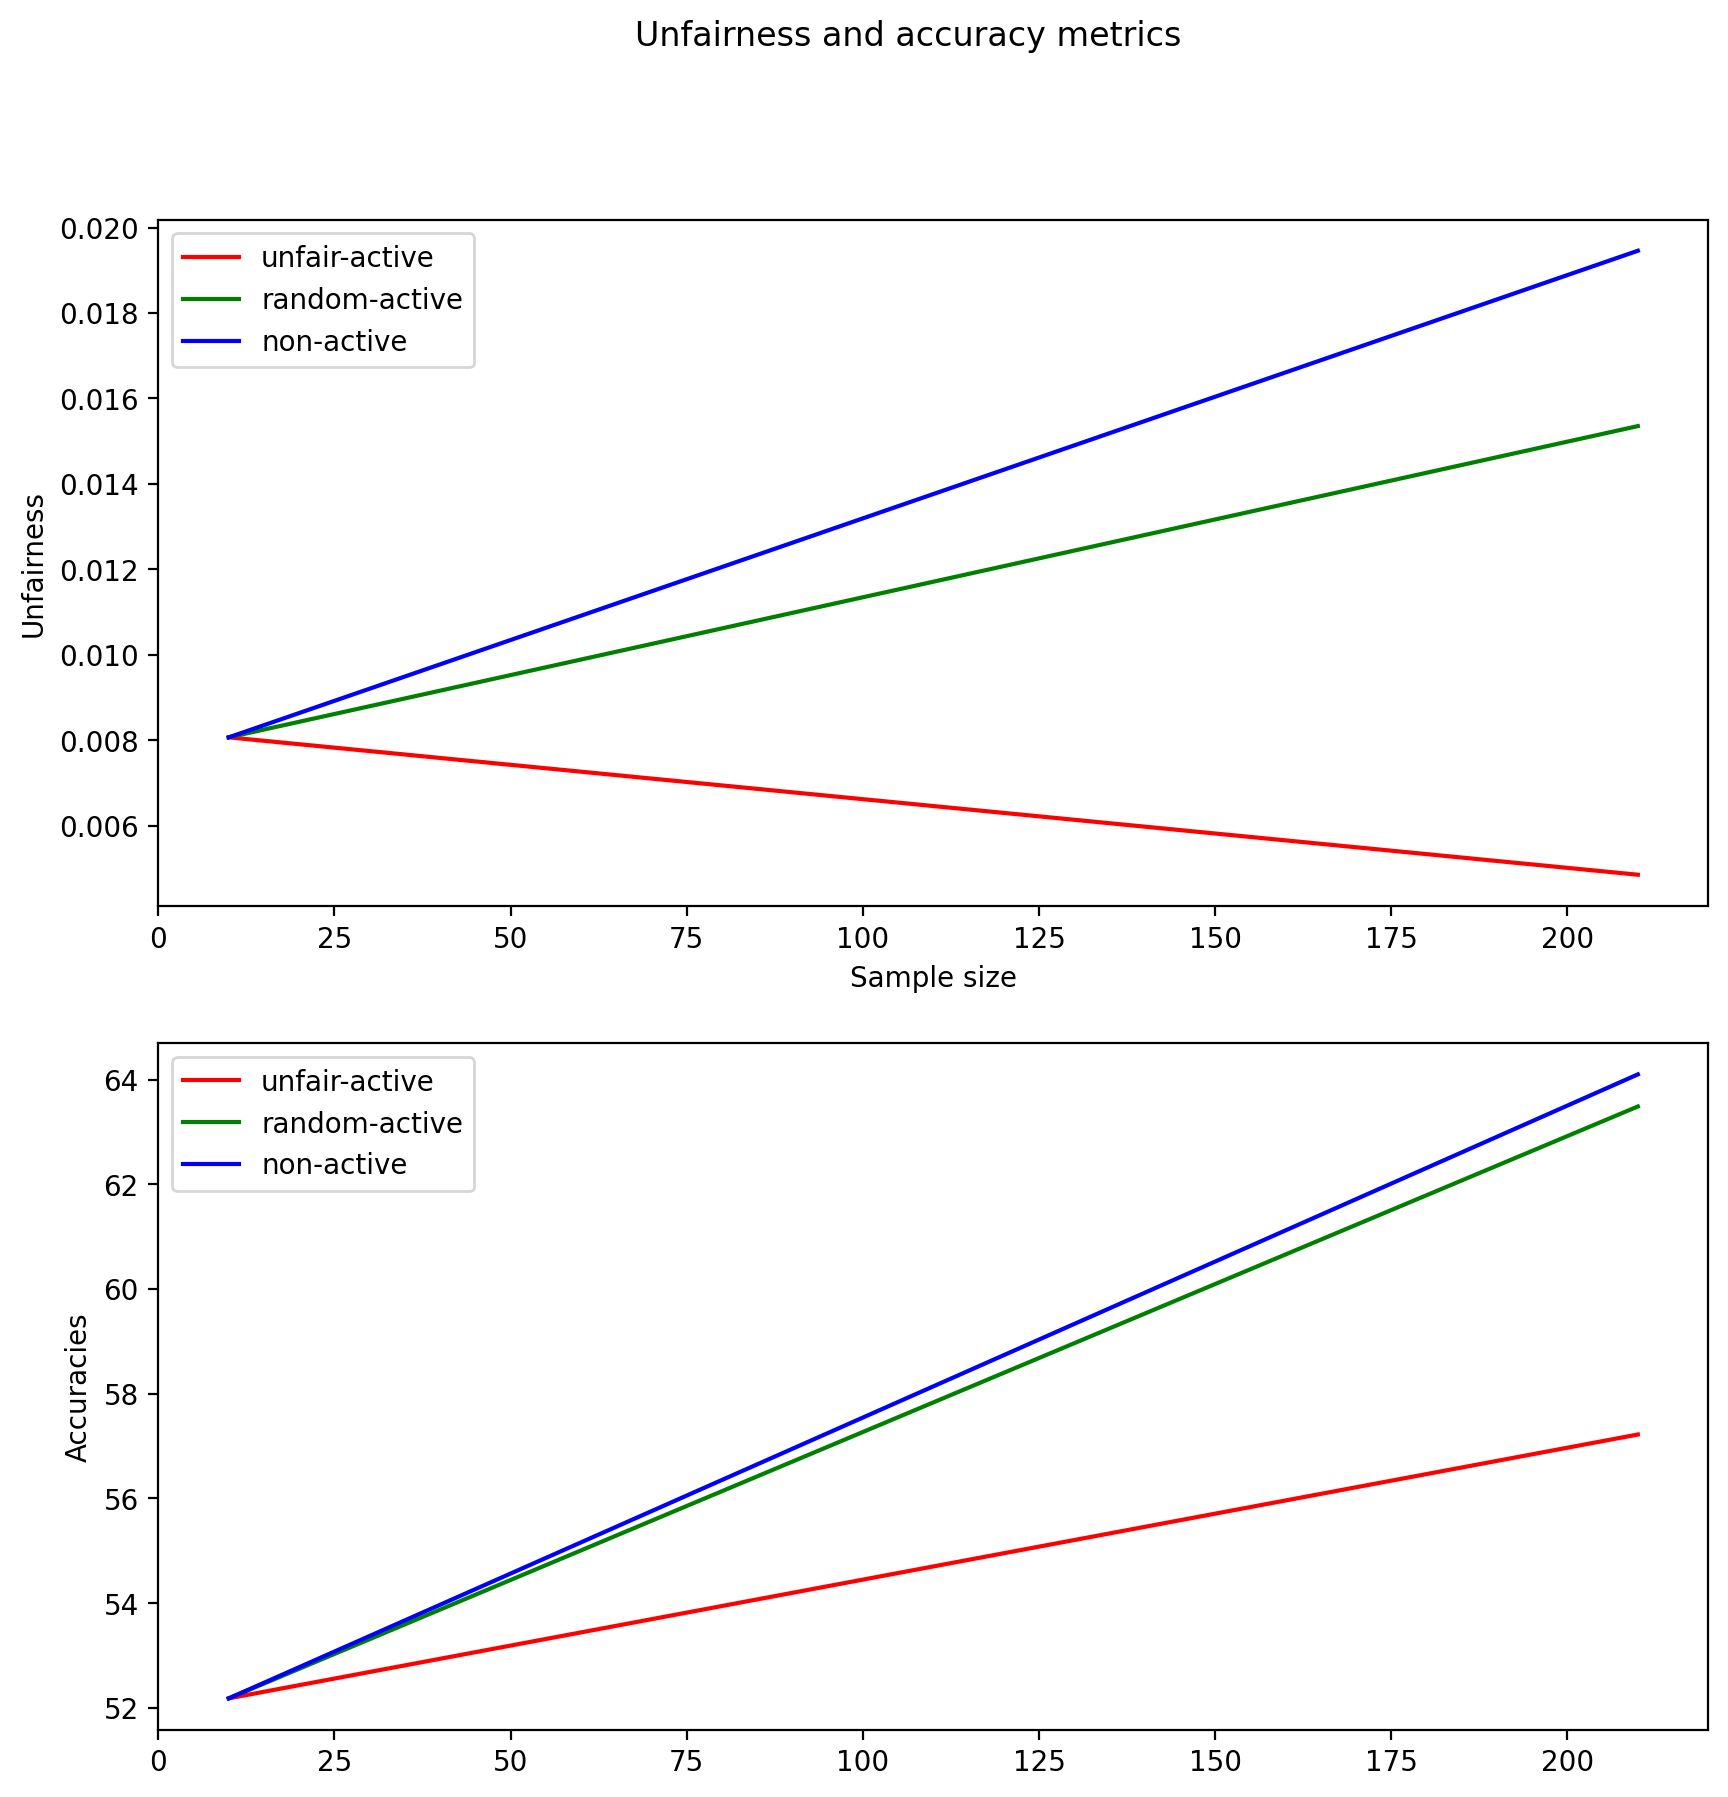 Unfairness and accuracy metrics
0.020
0.018
0.016
0.014
0.012
0.010
0.008
0.006
Unfairness
unfair-active
random-active
non-active
0 25 50 75 100 125 150 175 200
Sample size
64
62
60
58
56
54
52
Accuracies
unfair-active
random-active
non-active
0 25 50 75 100 125 150 175 200